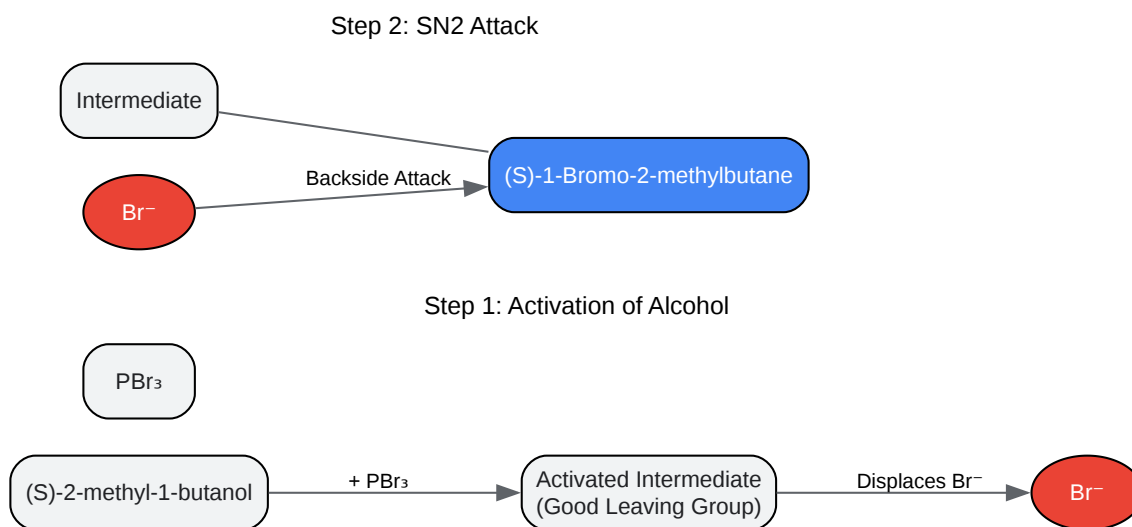 Step 2: SN2 Attack
Intermediate
Backside Attack
(S)-1-Bromo-2-methylbutane
Br⁻
Step 1: Activation of Alcohol
PBr₃
(S)-2-methyl-1-butanol
+ PBr₃
Activated Intermediate
(Good Leaving Group)
Displaces Br⁻
Br⁻